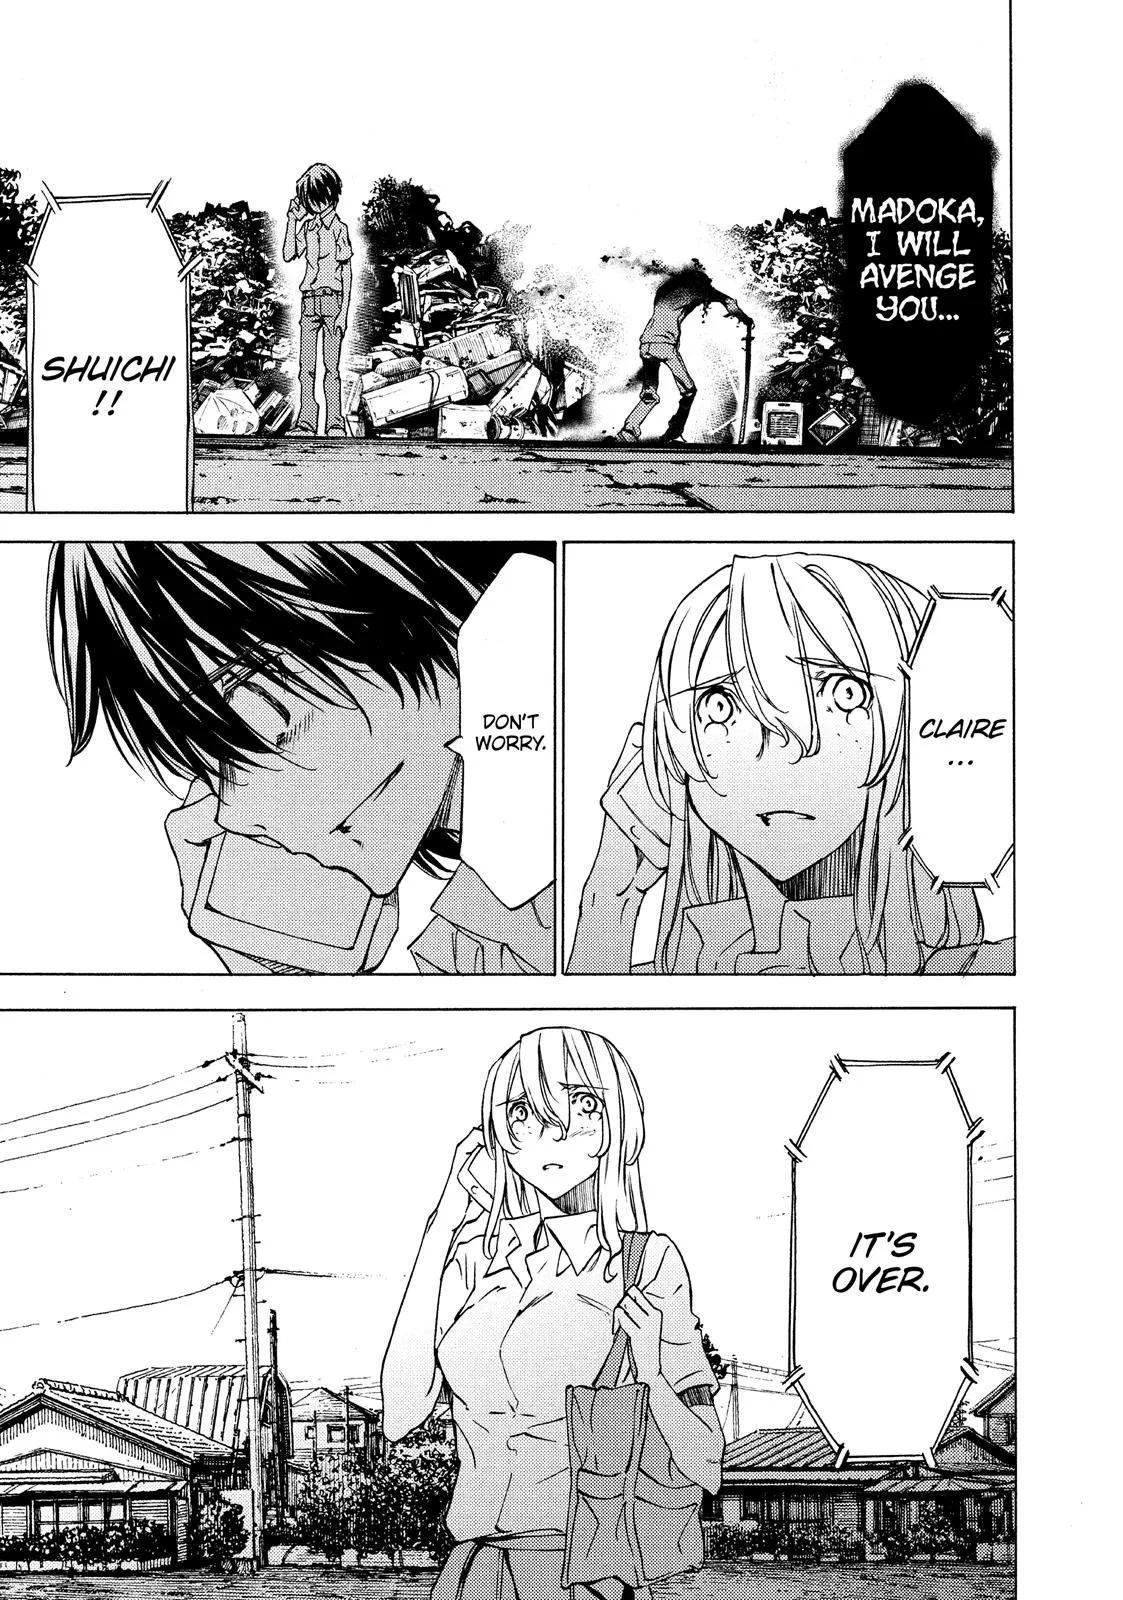 MADOKA,
I WILL
AVENGE
YOU...
SHUICHI
!!
CLAIRE
...
DON'T
WORRY.
IT'S
OVER.